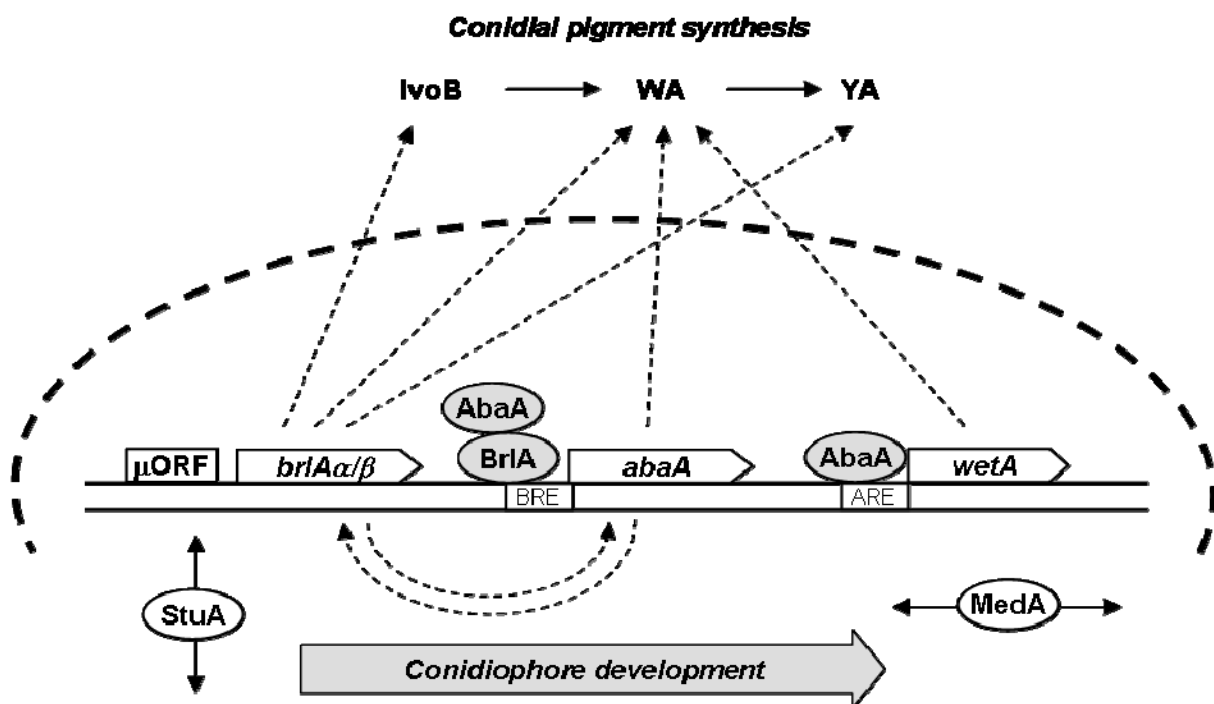 Conidial pigment synthesis
IvoB WA YA
AbaA
µORF brlAα/β BrlA abaA AbaA wetA
BRE ARE
StuA MedA
Conidiophore development